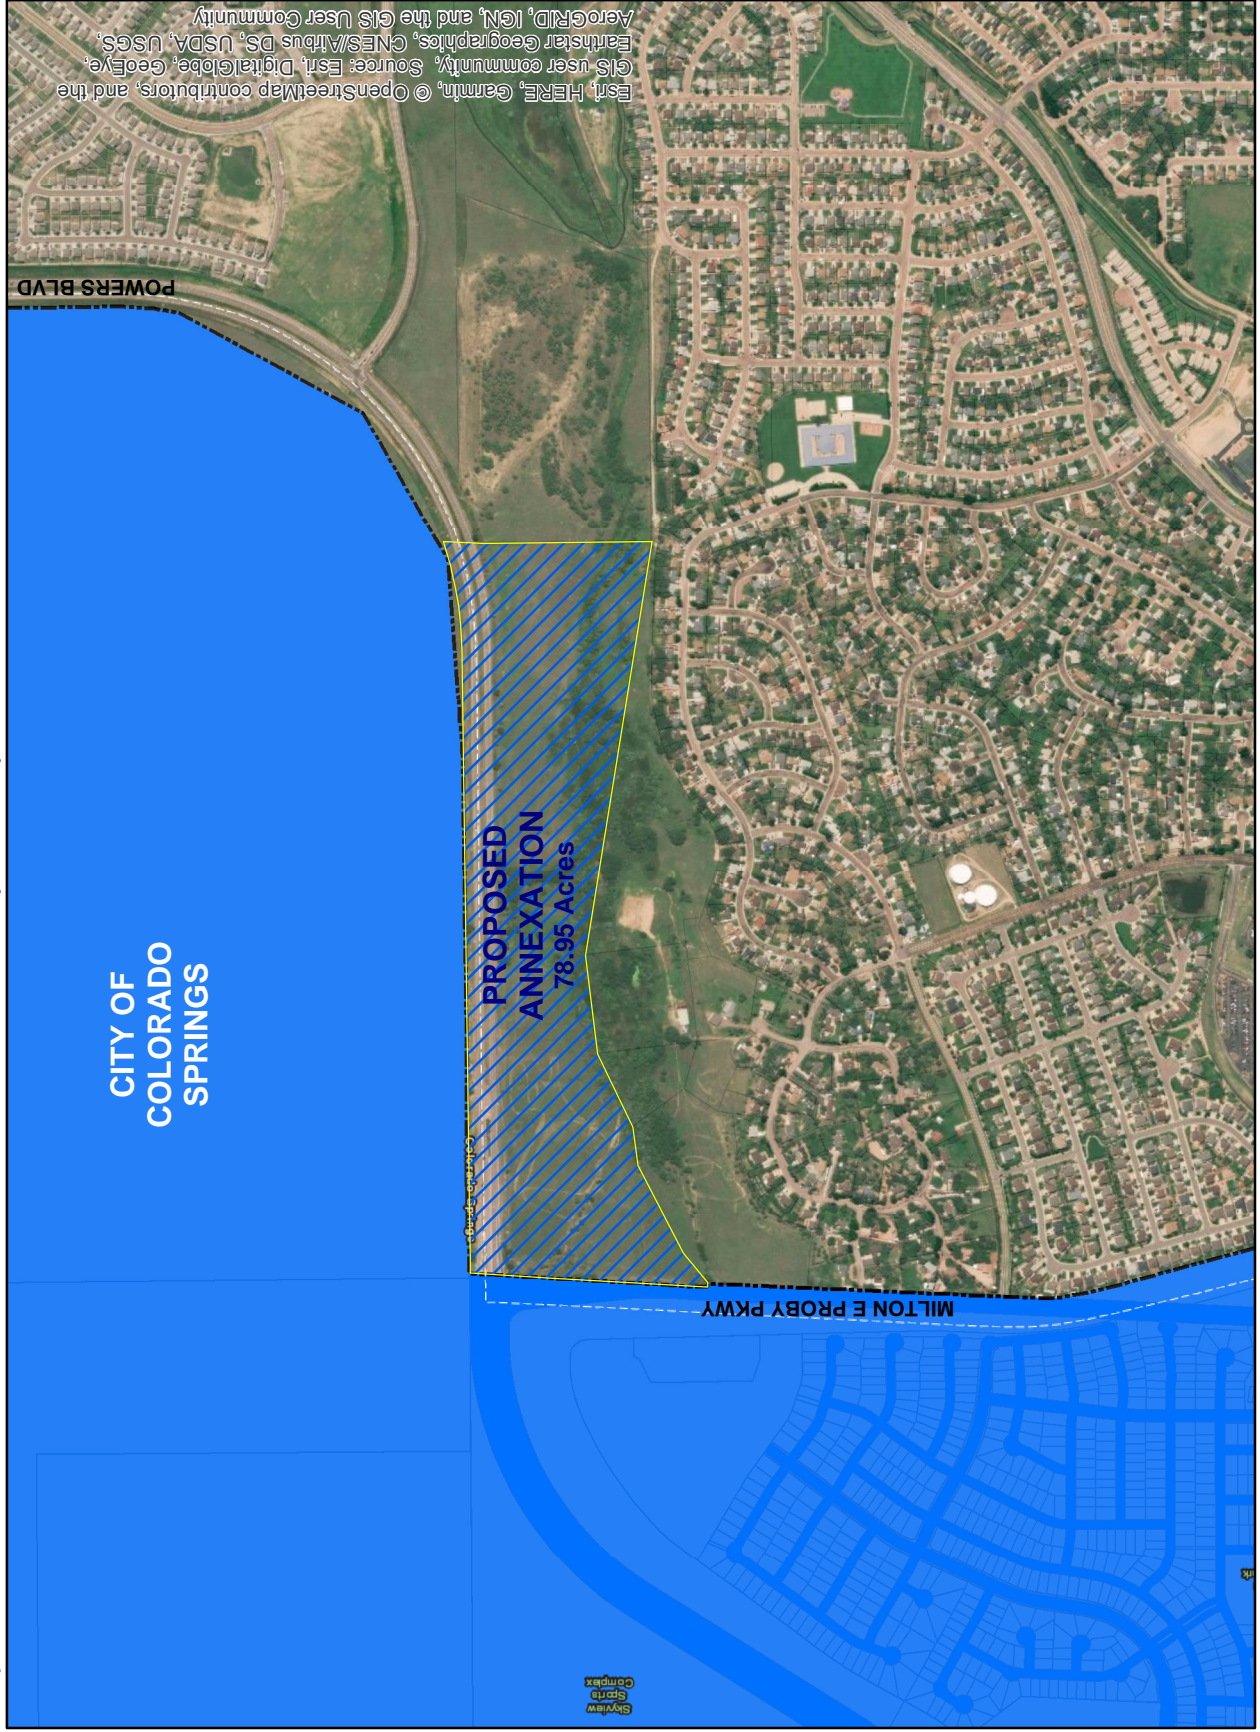 Esri, HERE, Garmin, © OpenStreetMap contributors, and the
GIS user community, Source: Esri, DigitalGlobe, GeoEye,
Earthstar Geographics, CNES/Airbus DS, USDA, USGS,
AeroGRID, IGN, and the GIS User Community
POWERS BLVD
CITY OF
COLORADO
SPRINGS
PROPOSED
ANNEXATION
78.95 Acres
Colorado Springs
MILTON E PROBY PKWY
Skyview
Sports
Complex